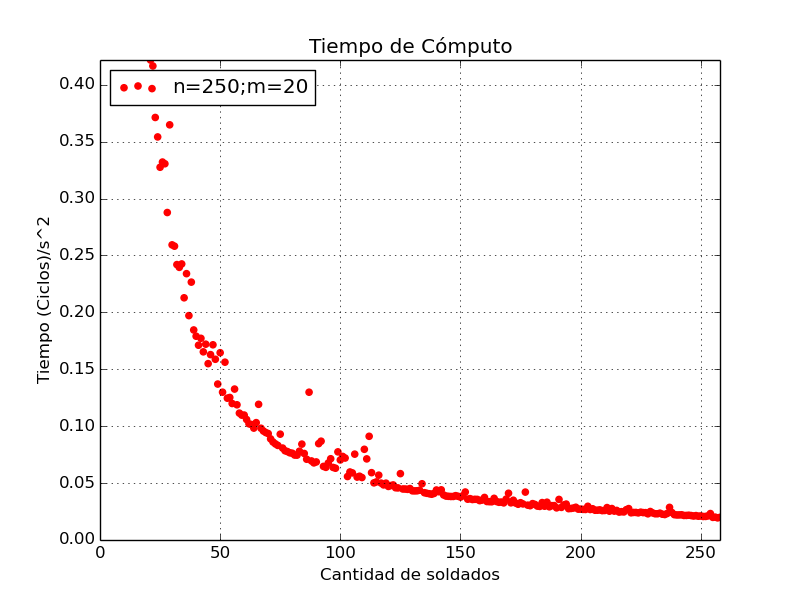 Tiempo de Cómputo
n=250;m=20
0.40
0.35
0.30
0.25
0.20
0.15
0.10
0.05
0.00
Tiempo (Ciclos)/s^2
0 50 100 150 200 250
Cantidad de soldados